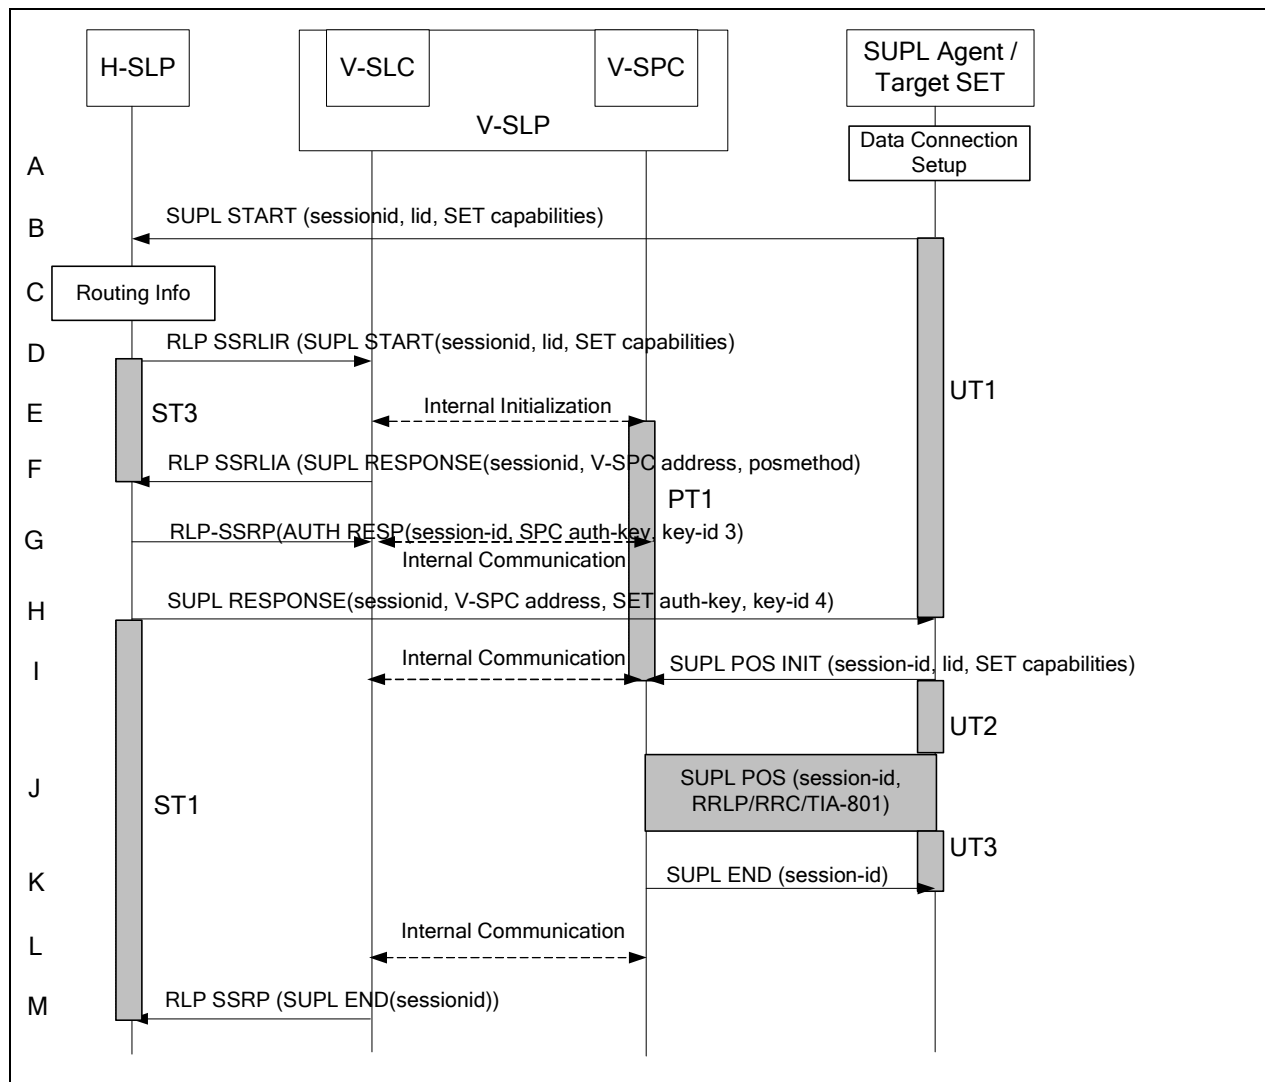 H-SLP
V-SLC
V-SPC
SUPL Agent /
Target SET
V-SLP
Data Connection
Setup
A
SUPL START (sessionid, lid, SET capabilities)
B
C
Routing Info
RLP SSRLIR (SUPL START(sessionid, lid, SET capabilities)
D
UT1
Internal Initialization
E
ST3
RLP SSRLIA (SUPL RESPONSE(sessionid, V-SPC address, posmethod)
F
PT1
RLP-SSRP(AUTH RESP(session-id, SPC auth-key, key-id 3)
G
Internal Communication
SUPL RESPONSE(sessionid, V-SPC address, SET auth-key, key-id 4)
H
Internal Communication
SUPL POS INIT (session-id, lid, SET capabilities)
I
UT2
SUPL POS (session-id,
RRLP/RRC/TIA-801)
J
ST1
UT3
SUPL END (session-id)
K
Internal Communication
L
RLP SSRP (SUPL END(sessionid))
M